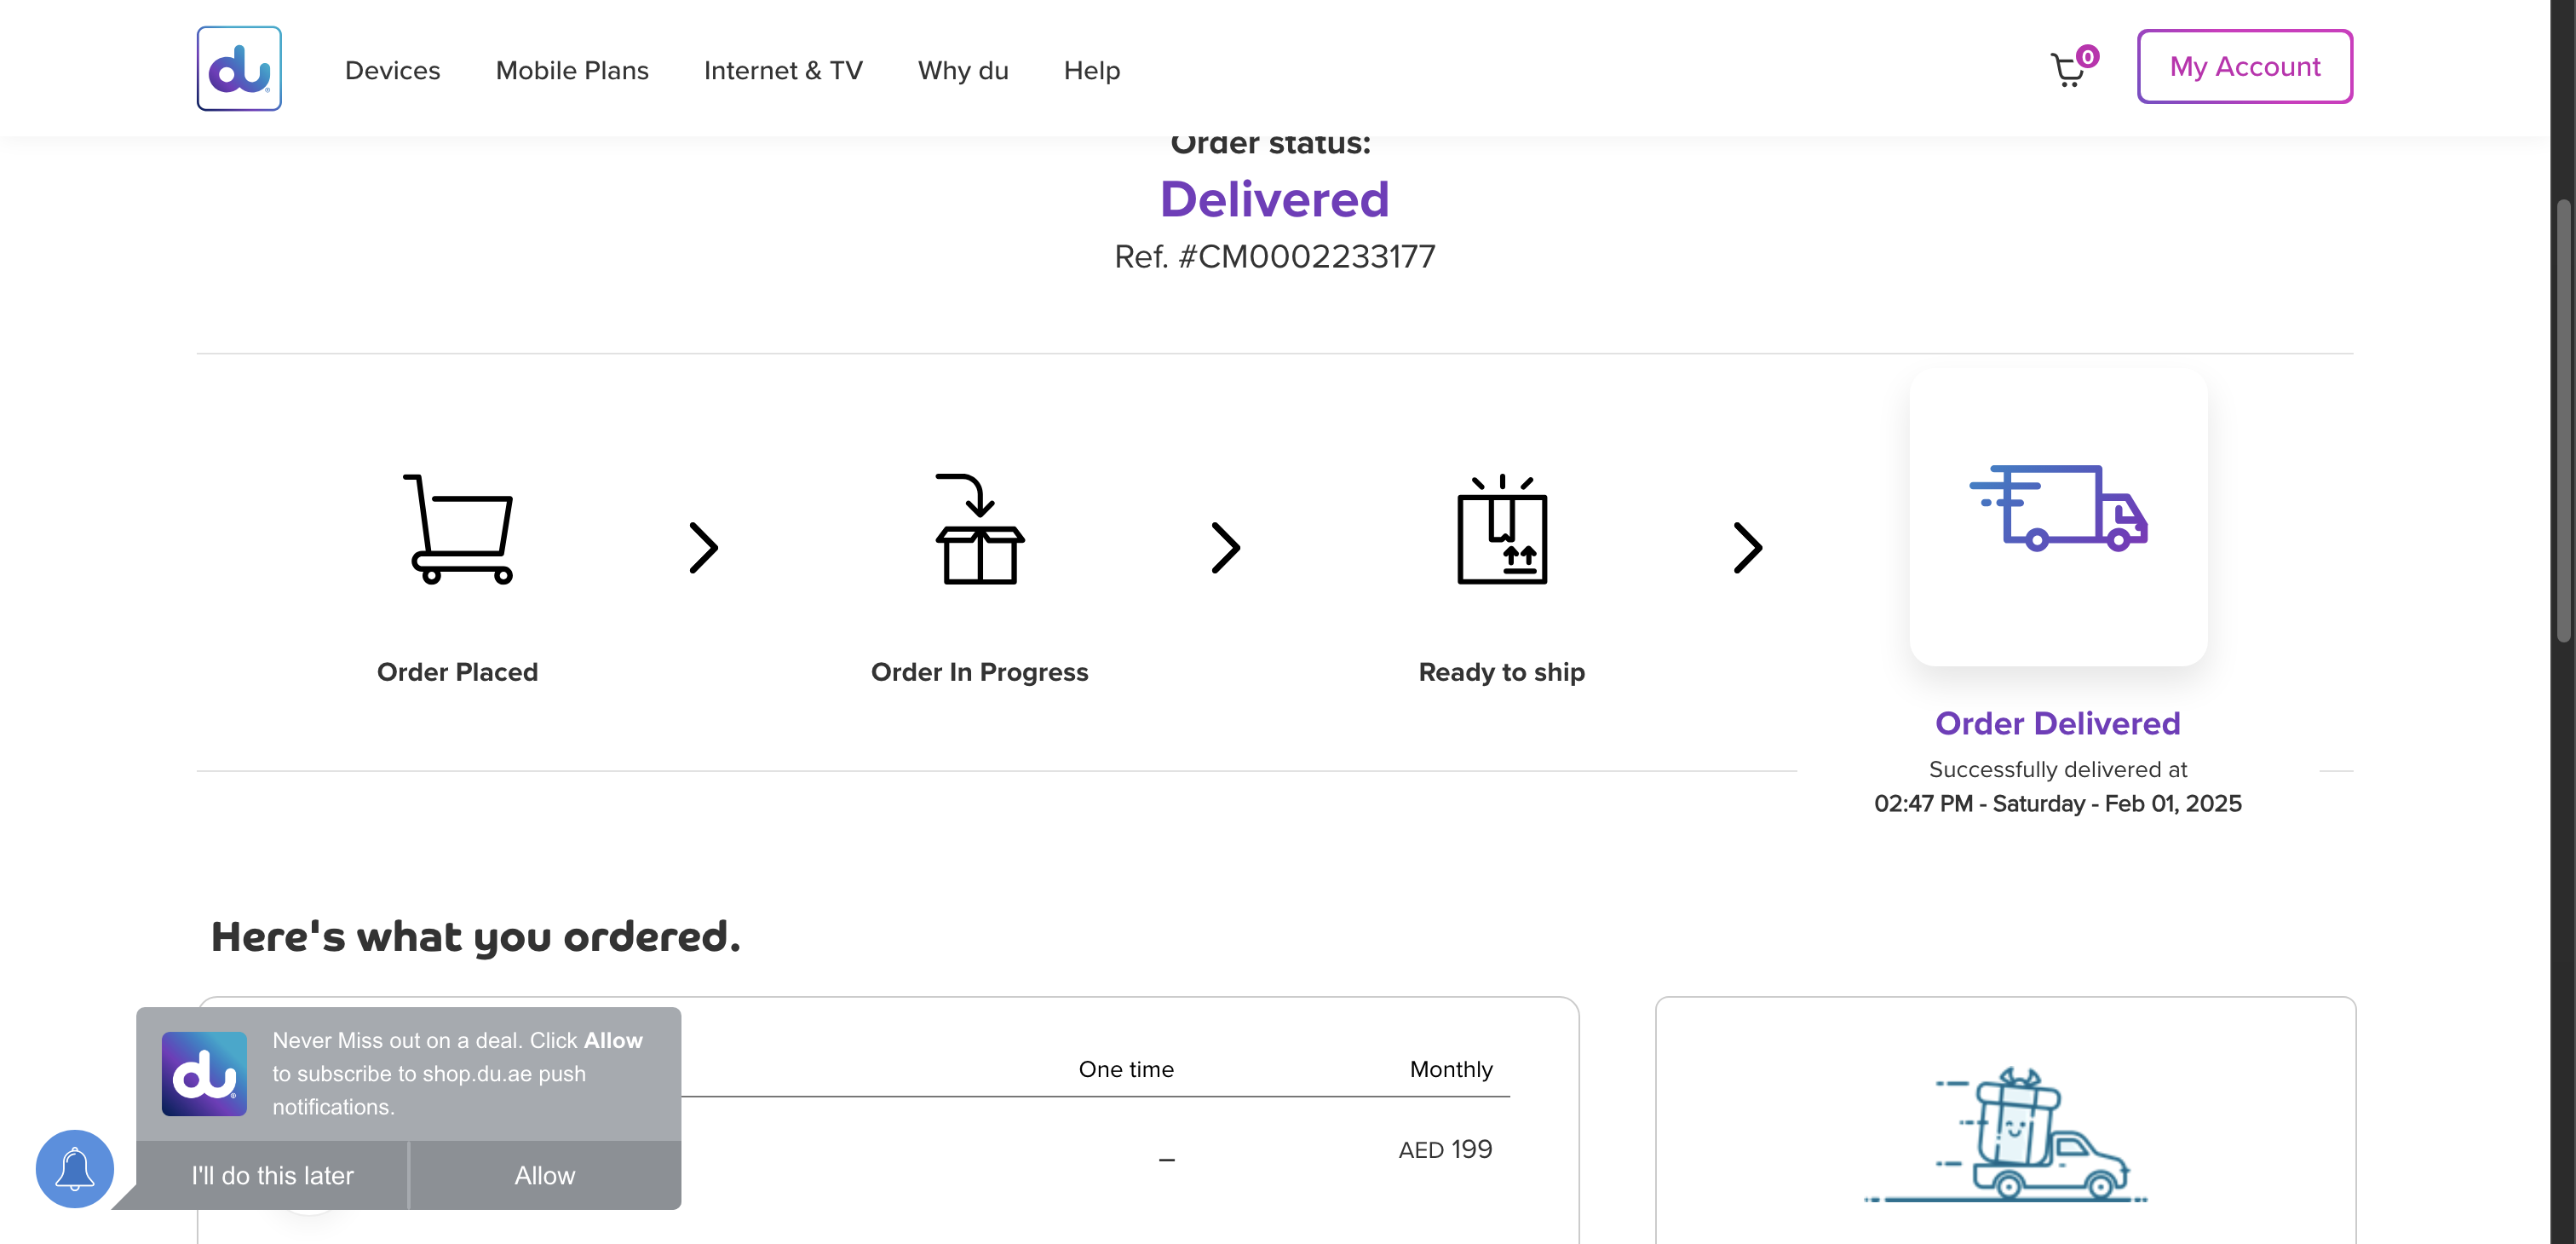 du
Devices
Mobile Plans
Internet & TV
Why du
Help
0
My Account
Order status:
Delivered
Ref. #CM0002233177
Order Placed
Order In Progress
Ready to ship
Order Delivered
Successfully delivered at
02:47 PM - Saturday - Feb 01, 2025
Here's what you ordered.
One time
Monthly
–
AED 199
du
Never Miss out on a deal. Click Allow
to subscribe to shop.du.ae push
notifications.
I'll do this later
Allow